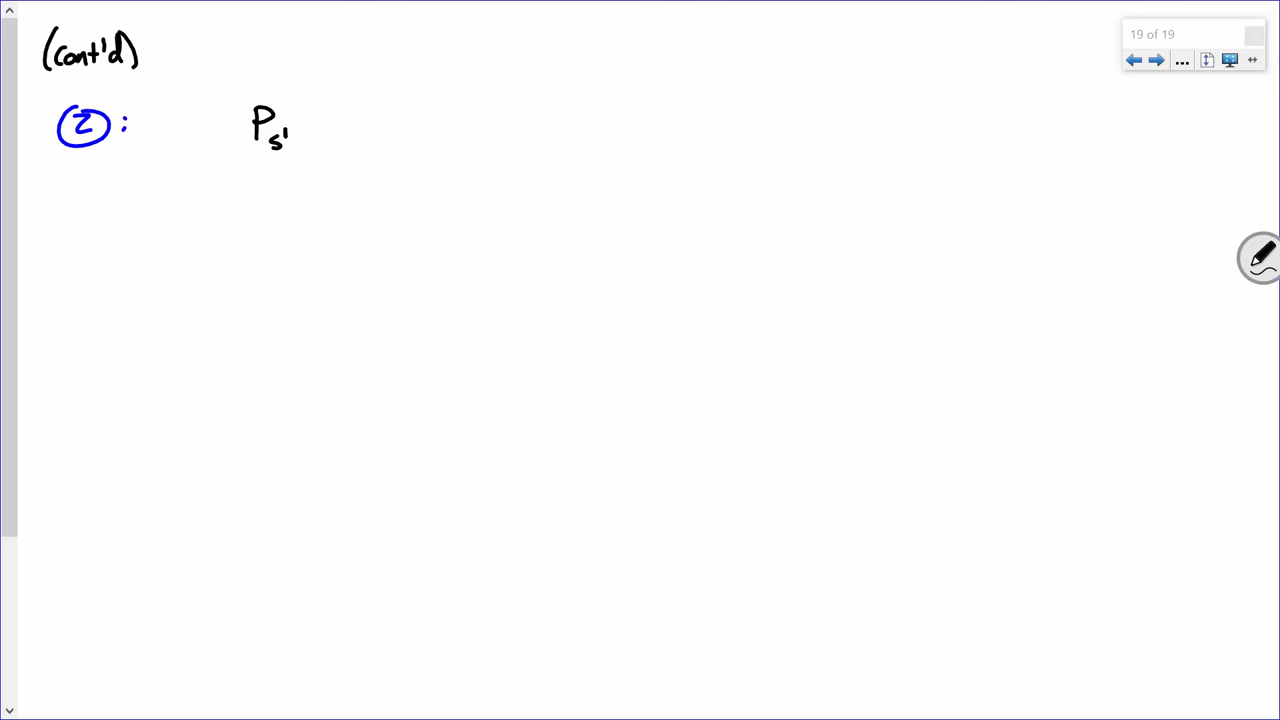 (cont'd)
19 of 19
②: Ps'